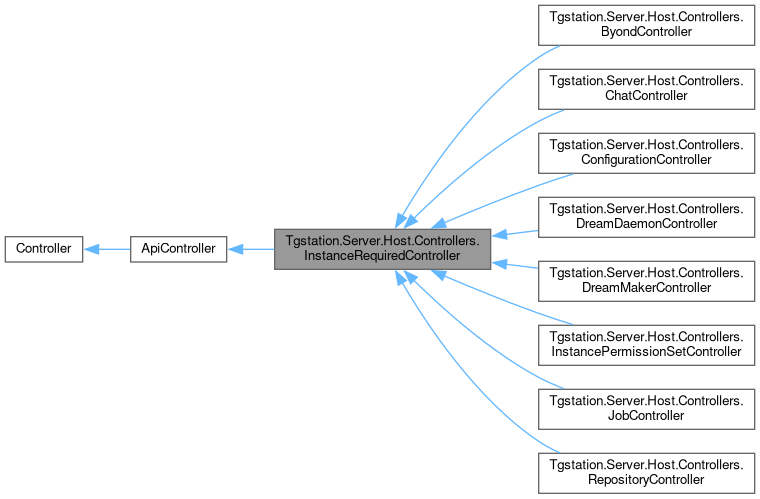 Tgstation.Server.Host.Controllers.
ByondController
Tgstation.Server.Host.Controllers.
ChatController
Tgstation.Server.Host.Controllers.
ConfigurationController
Tgstation.Server.Host.Controllers.
DreamDaemonController
Controller
ApiController
Tgstation.Server.Host.Controllers.
InstanceRequiredController
Tgstation.Server.Host.Controllers.
DreamMakerController
Tgstation.Server.Host.Controllers.
InstancePermissionSetController
Tgstation.Server.Host.Controllers.
JobController
Tgstation.Server.Host.Controllers.
RepositoryController